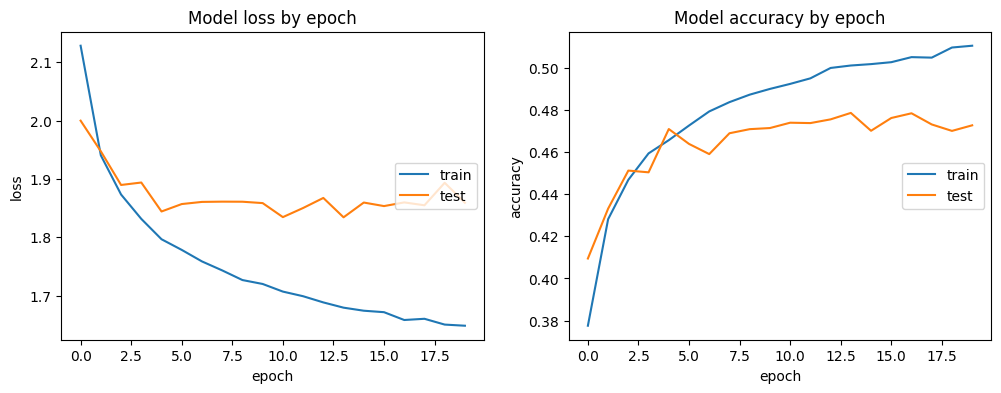 Model loss by epoch
2.1
2.0
1.9
1.8
1.7
loss
train
test
0.0 2.5 5.0 7.5 10.0 12.5 15.0 17.5
epoch
Model accuracy by epoch
0.50
0.48
0.46
0.44
0.42
0.40
0.38
accuracy
train
test
0.0 2.5 5.0 7.5 10.0 12.5 15.0 17.5
epoch